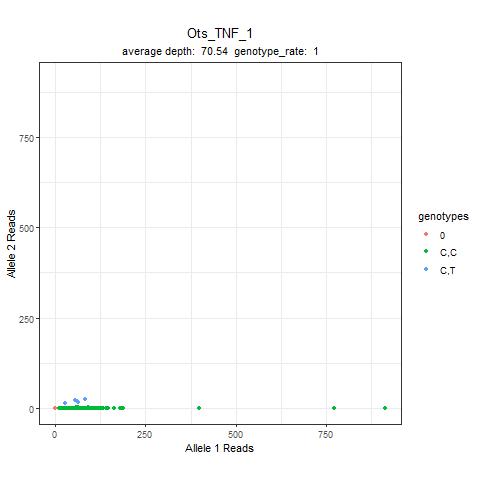 Ots_TNF_1
average depth: 70.54 genotype_rate: 1
Allele 2 Reads
750
500
250
0
0 250 500 750
Allele 1 Reads
genotypes
0
C,C
C,T